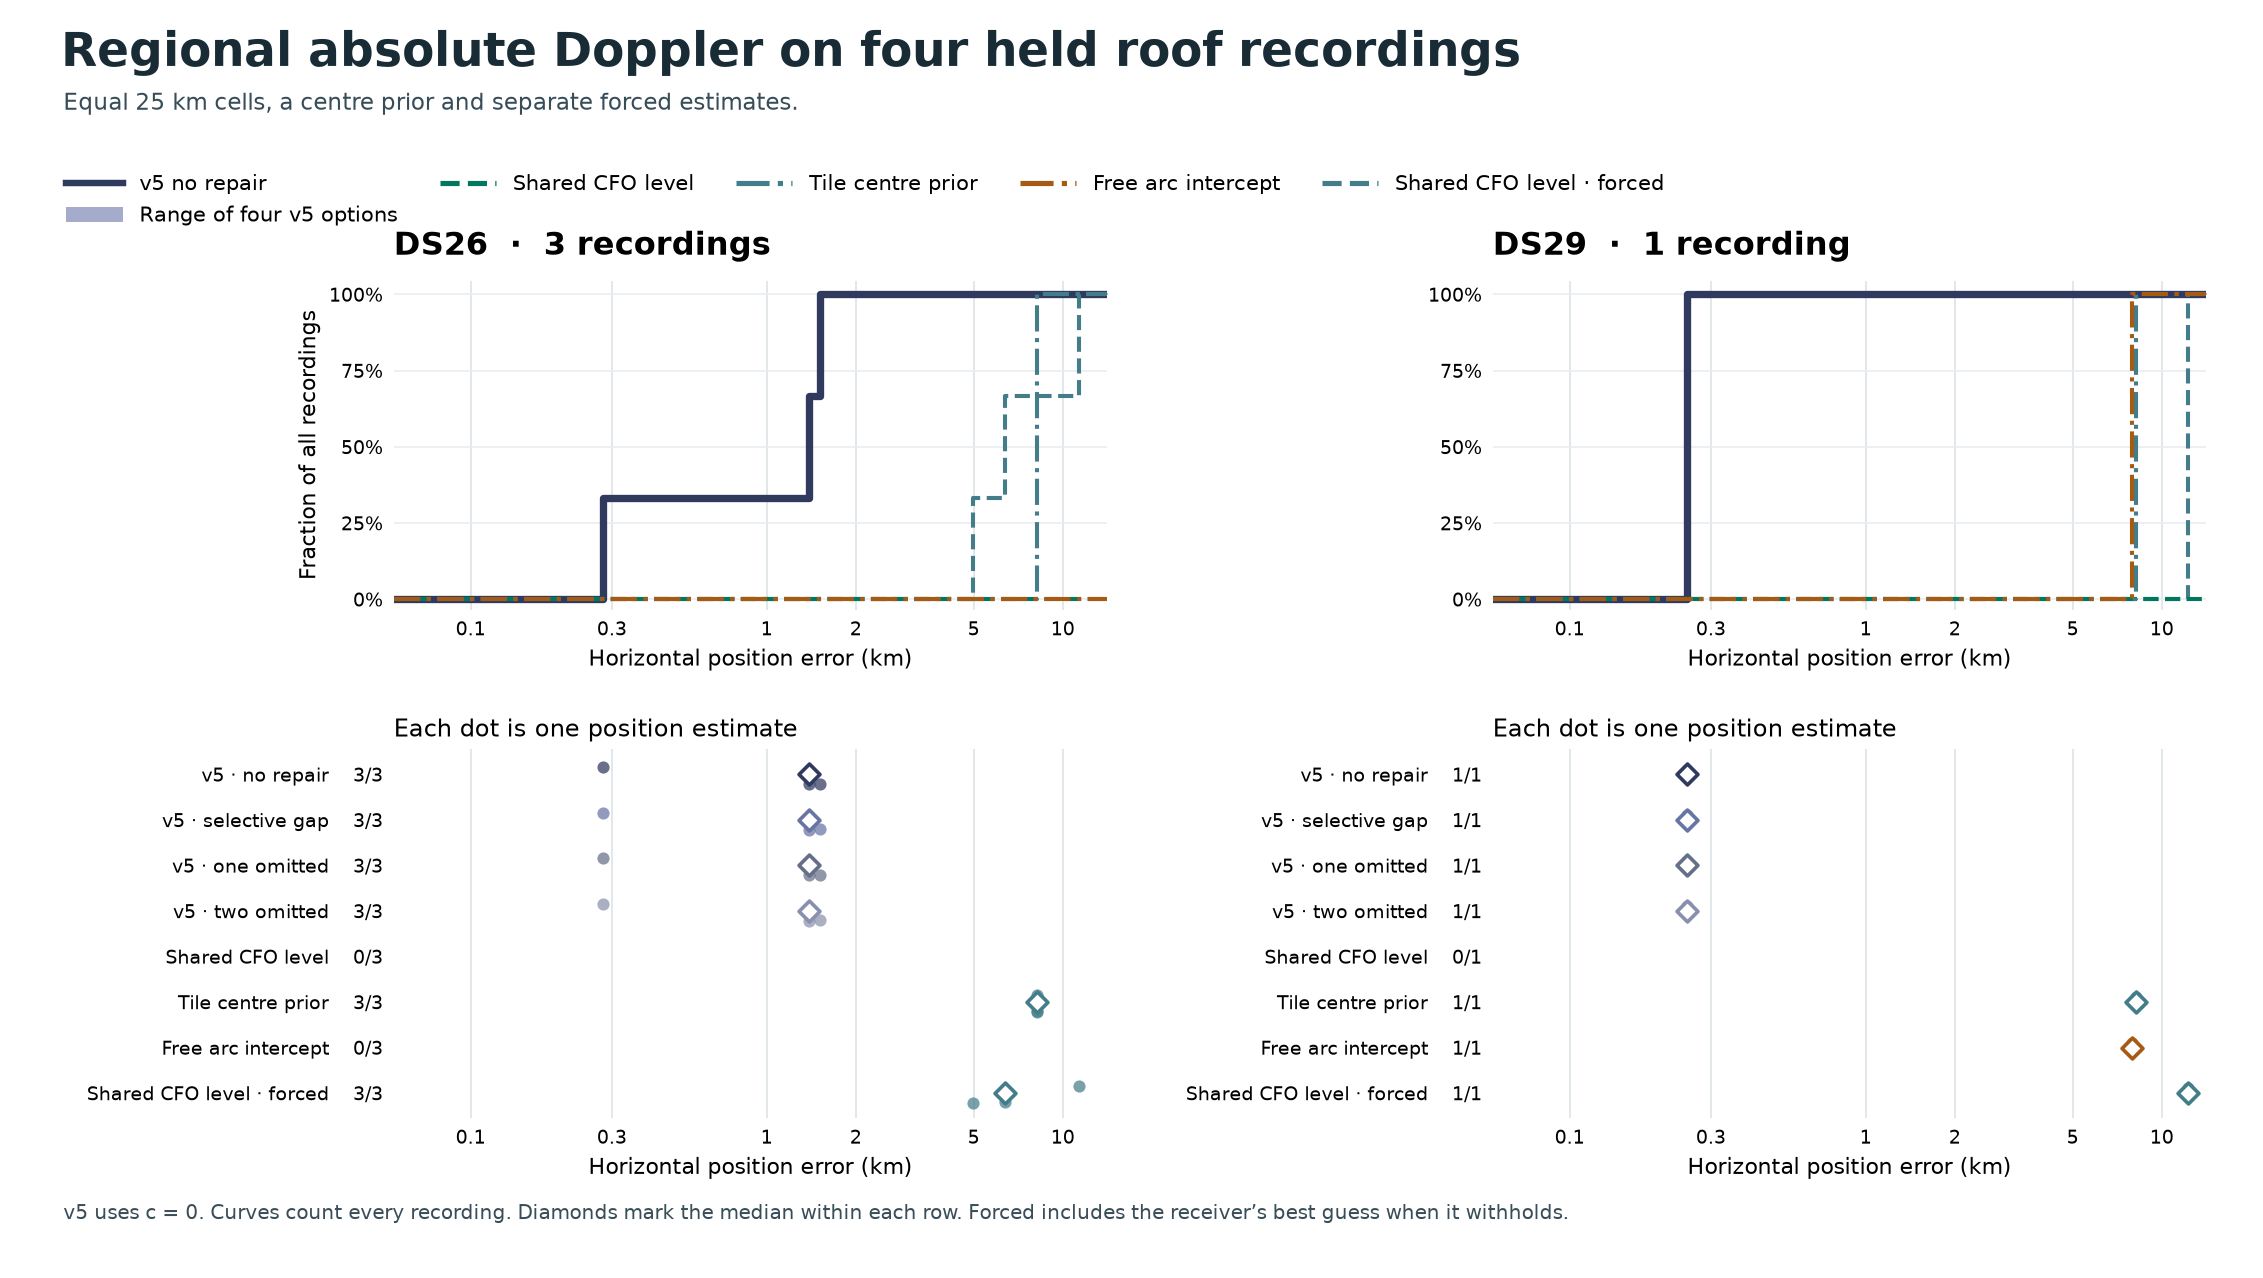 Regional absolute Doppler on four held roof recordings
Equal 25 km cells, a centre prior and separate forced estimates.
v5 no repair
Shared CFO level
Tile centre prior
Free arc intercept
Shared CFO level · forced
Range of four v5 options
DS26 · 3 recordings
Fraction of all recordings
100%
75%
50%
25%
0%
0.1 0.3 1 2 5 10
Horizontal position error (km)
DS29 · 1 recording
100%
75%
50%
25%
0%
0.1 0.3 1 2 5 10
Horizontal position error (km)
Each dot is one position estimate
v5 · no repair 3/3
v5 · selective gap 3/3
v5 · one omitted 3/3
v5 · two omitted 3/3
Shared CFO level 0/3
Tile centre prior 3/3
Free arc intercept 0/3
Shared CFO level · forced 3/3
0.1 0.3 1 2 5 10
Horizontal position error (km)
Each dot is one position estimate
v5 · no repair 1/1
v5 · selective gap 1/1
v5 · one omitted 1/1
v5 · two omitted 1/1
Shared CFO level 0/1
Tile centre prior 1/1
Free arc intercept 1/1
Shared CFO level · forced 1/1
0.1 0.3 1 2 5 10
Horizontal position error (km)
v5 uses c = 0. Curves count every recording. Diamonds mark the median within each row. Forced includes the receiver’s best guess when it withholds.